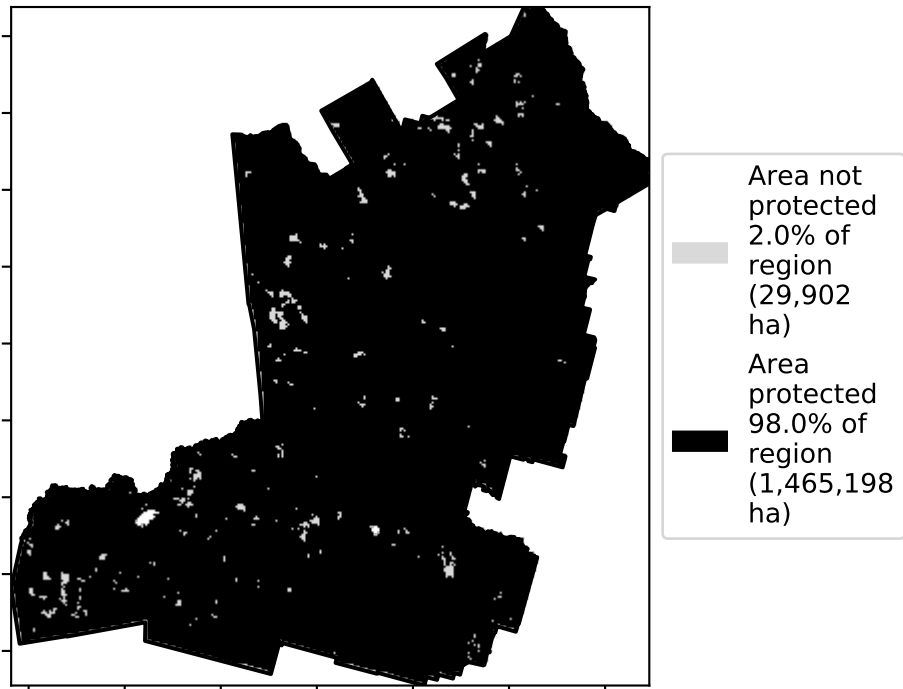 Area not
protected
2.0% of
region
(29,902
ha)
Area
protected
98.0% of
region
(1,465,198
ha)